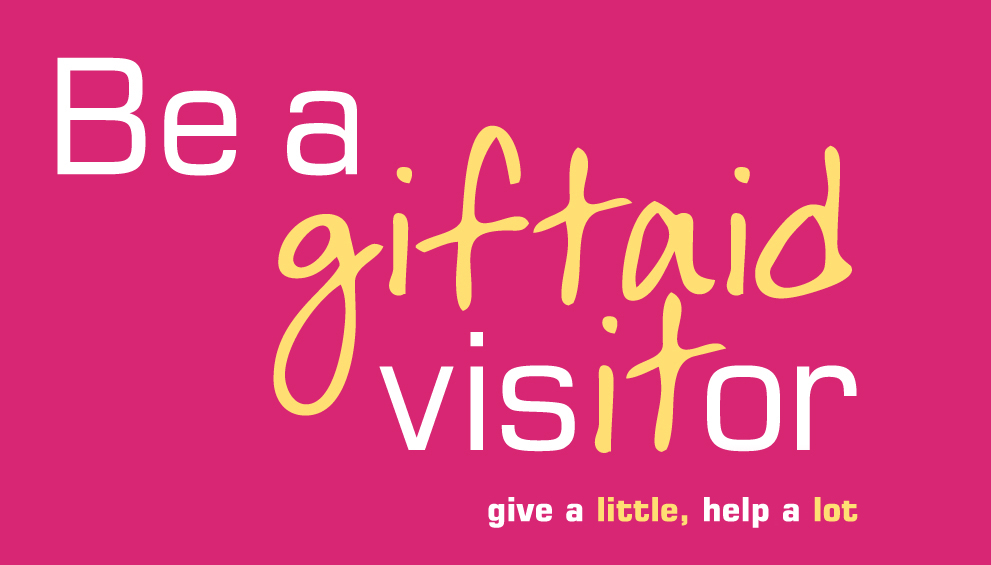 Be a
giftaid
visitor
give a little, help a lot